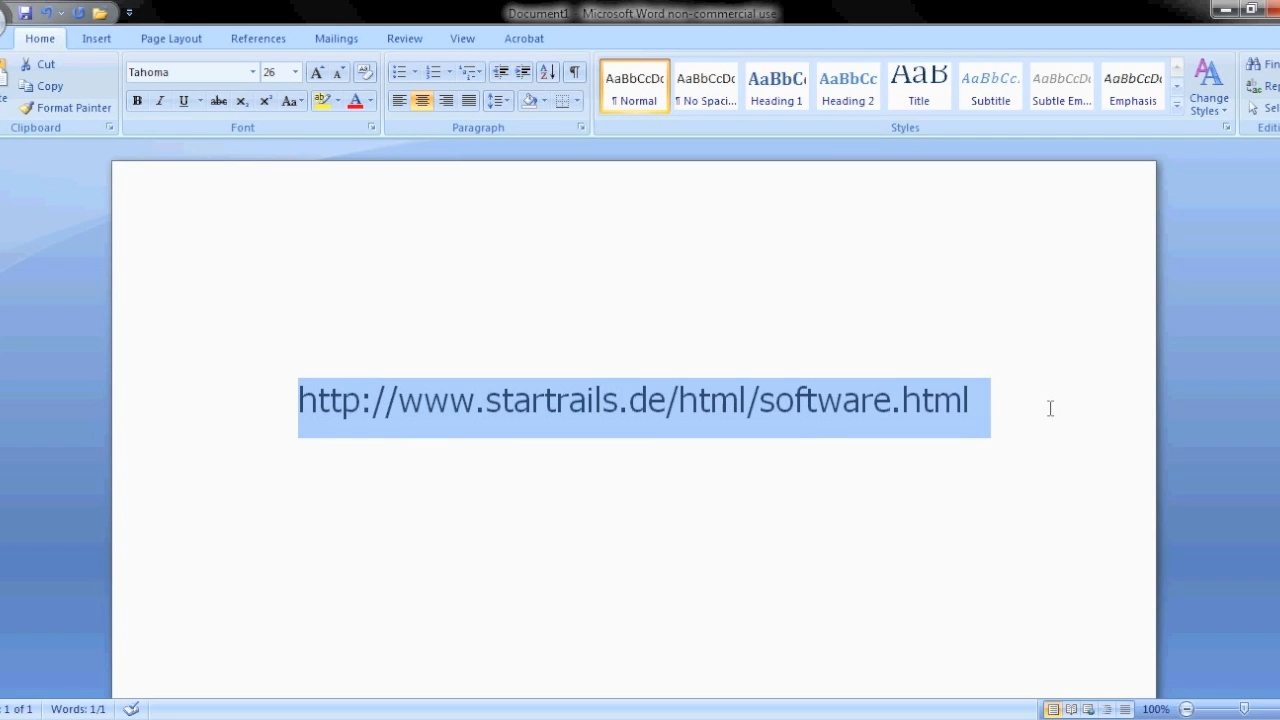 Document1 - Microsoft Word non-commercial use
Home Insert Page Layout References Mailings Review View Acrobat
Cut
Copy
Format Painter
Clipboard
Tahoma 26
Font
Paragraph
AaBbCcDc AaBbCcDc AaBbCc AaBbCc AaB AaBbCc. AaBbCcDc AaBbCcDc
¶ Normal ¶ No Spaci... Heading 1 Heading 2 Title Subtitle Subtle Em... Emphasis
Change
Styles
Styles
http://www.startrails.de/html/software.html
1 of 1 Words: 1/1 100%